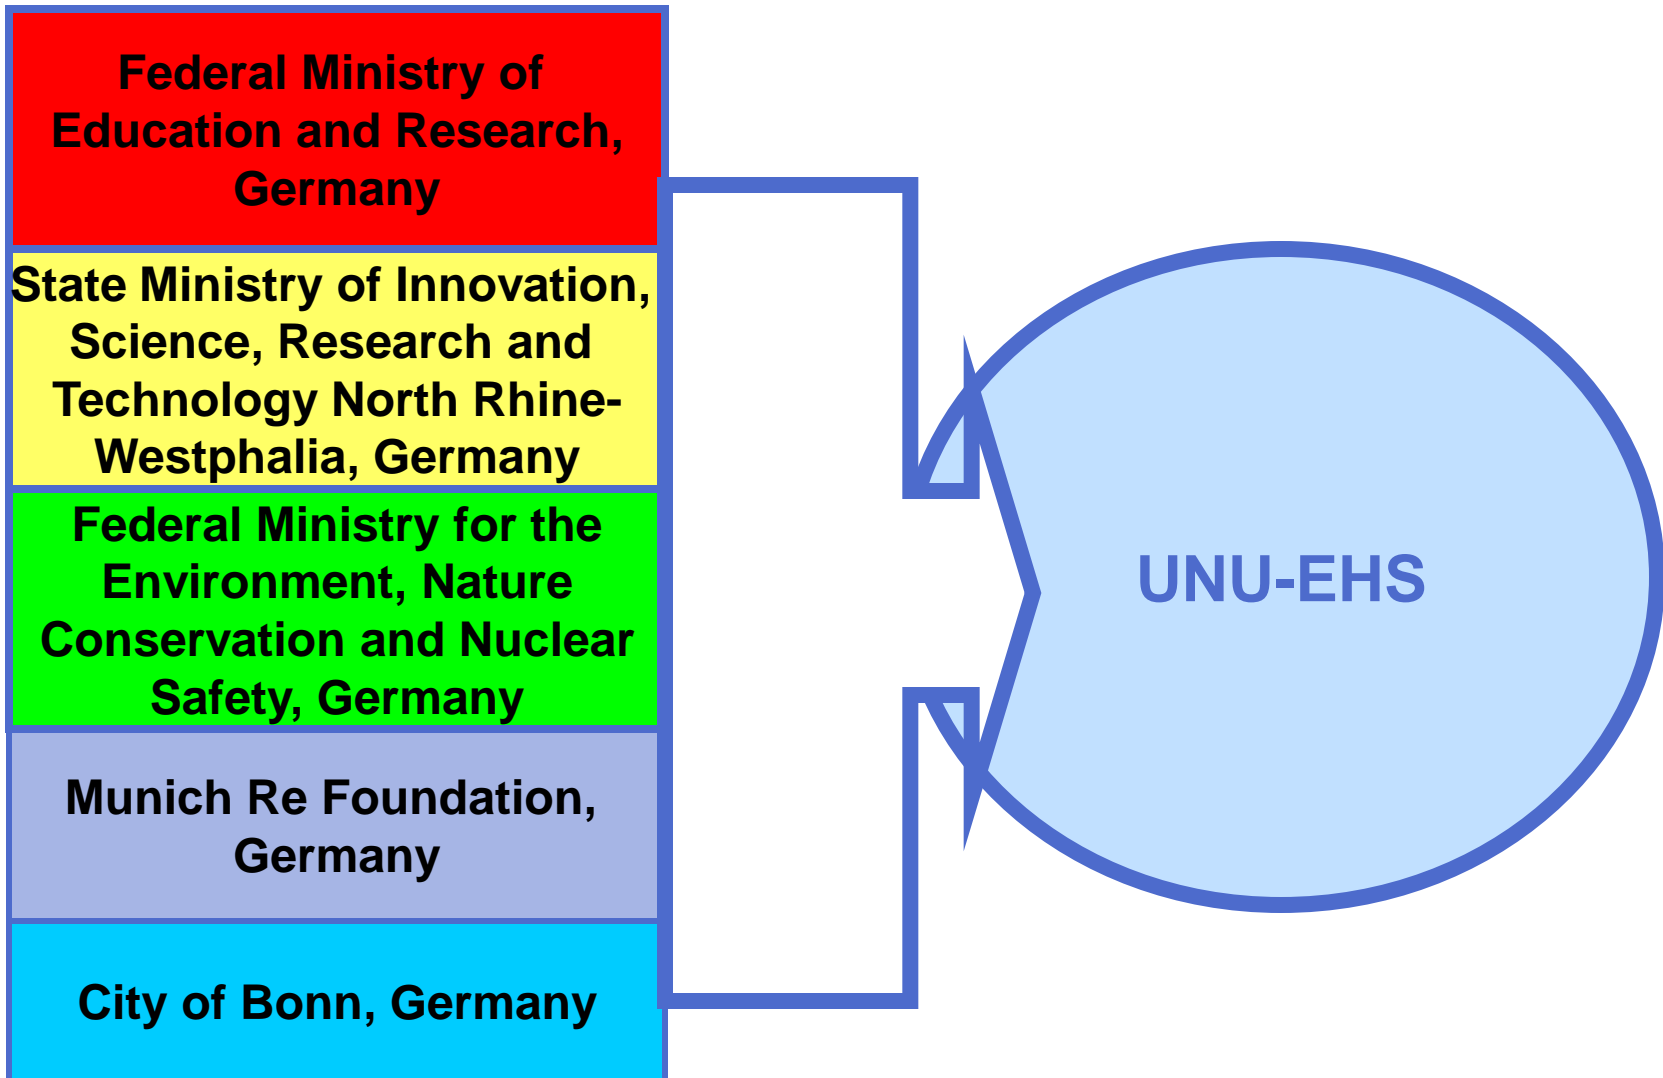 Federal Ministry of
Education and Research,
Germany
State Ministry of Innovation,
Science, Research and
Technology North Rhine-
Westphalia, Germany
Federal Ministry for the
Environment, Nature
Conservation and Nuclear
Safety, Germany
Munich Re Foundation,
Germany
City of Bonn, Germany
UNU-EHS